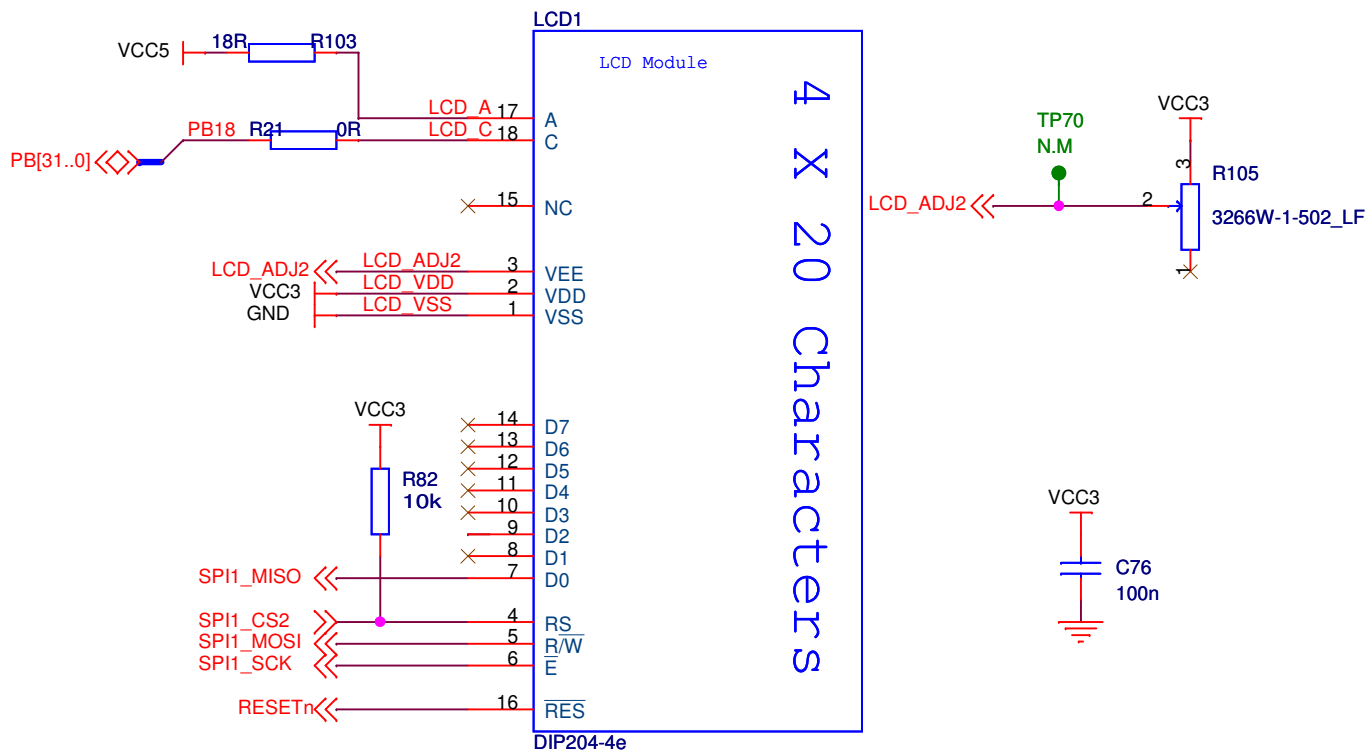 LCD1
LCD Module
4 X 20 Characters
VCC5
18R
R103
LCD_A
17
A
PB18
R21
0R
LCD_C
18
C
PB[31..0]
15
NC
LCD_ADJ2
LCD_ADJ2
3
VEE
VCC3
LCD_VDD
2
VDD
GND
LCD_VSS
1
VSS
VCC3
R82
10k
14
D7
13
D6
12
D5
11
D4
10
D3
9
D2
8
D1
SPI1_MISO
7
D0
SPI1_CS2
4
RS
SPI1_MOSI
5
R/W
SPI1_SCK
6
E
RESETn
16
RES
DIP204-4e
TP70
N.M
VCC3
3
R105
LCD_ADJ2
2
3266W-1-502_LF
1
VCC3
C76
100n